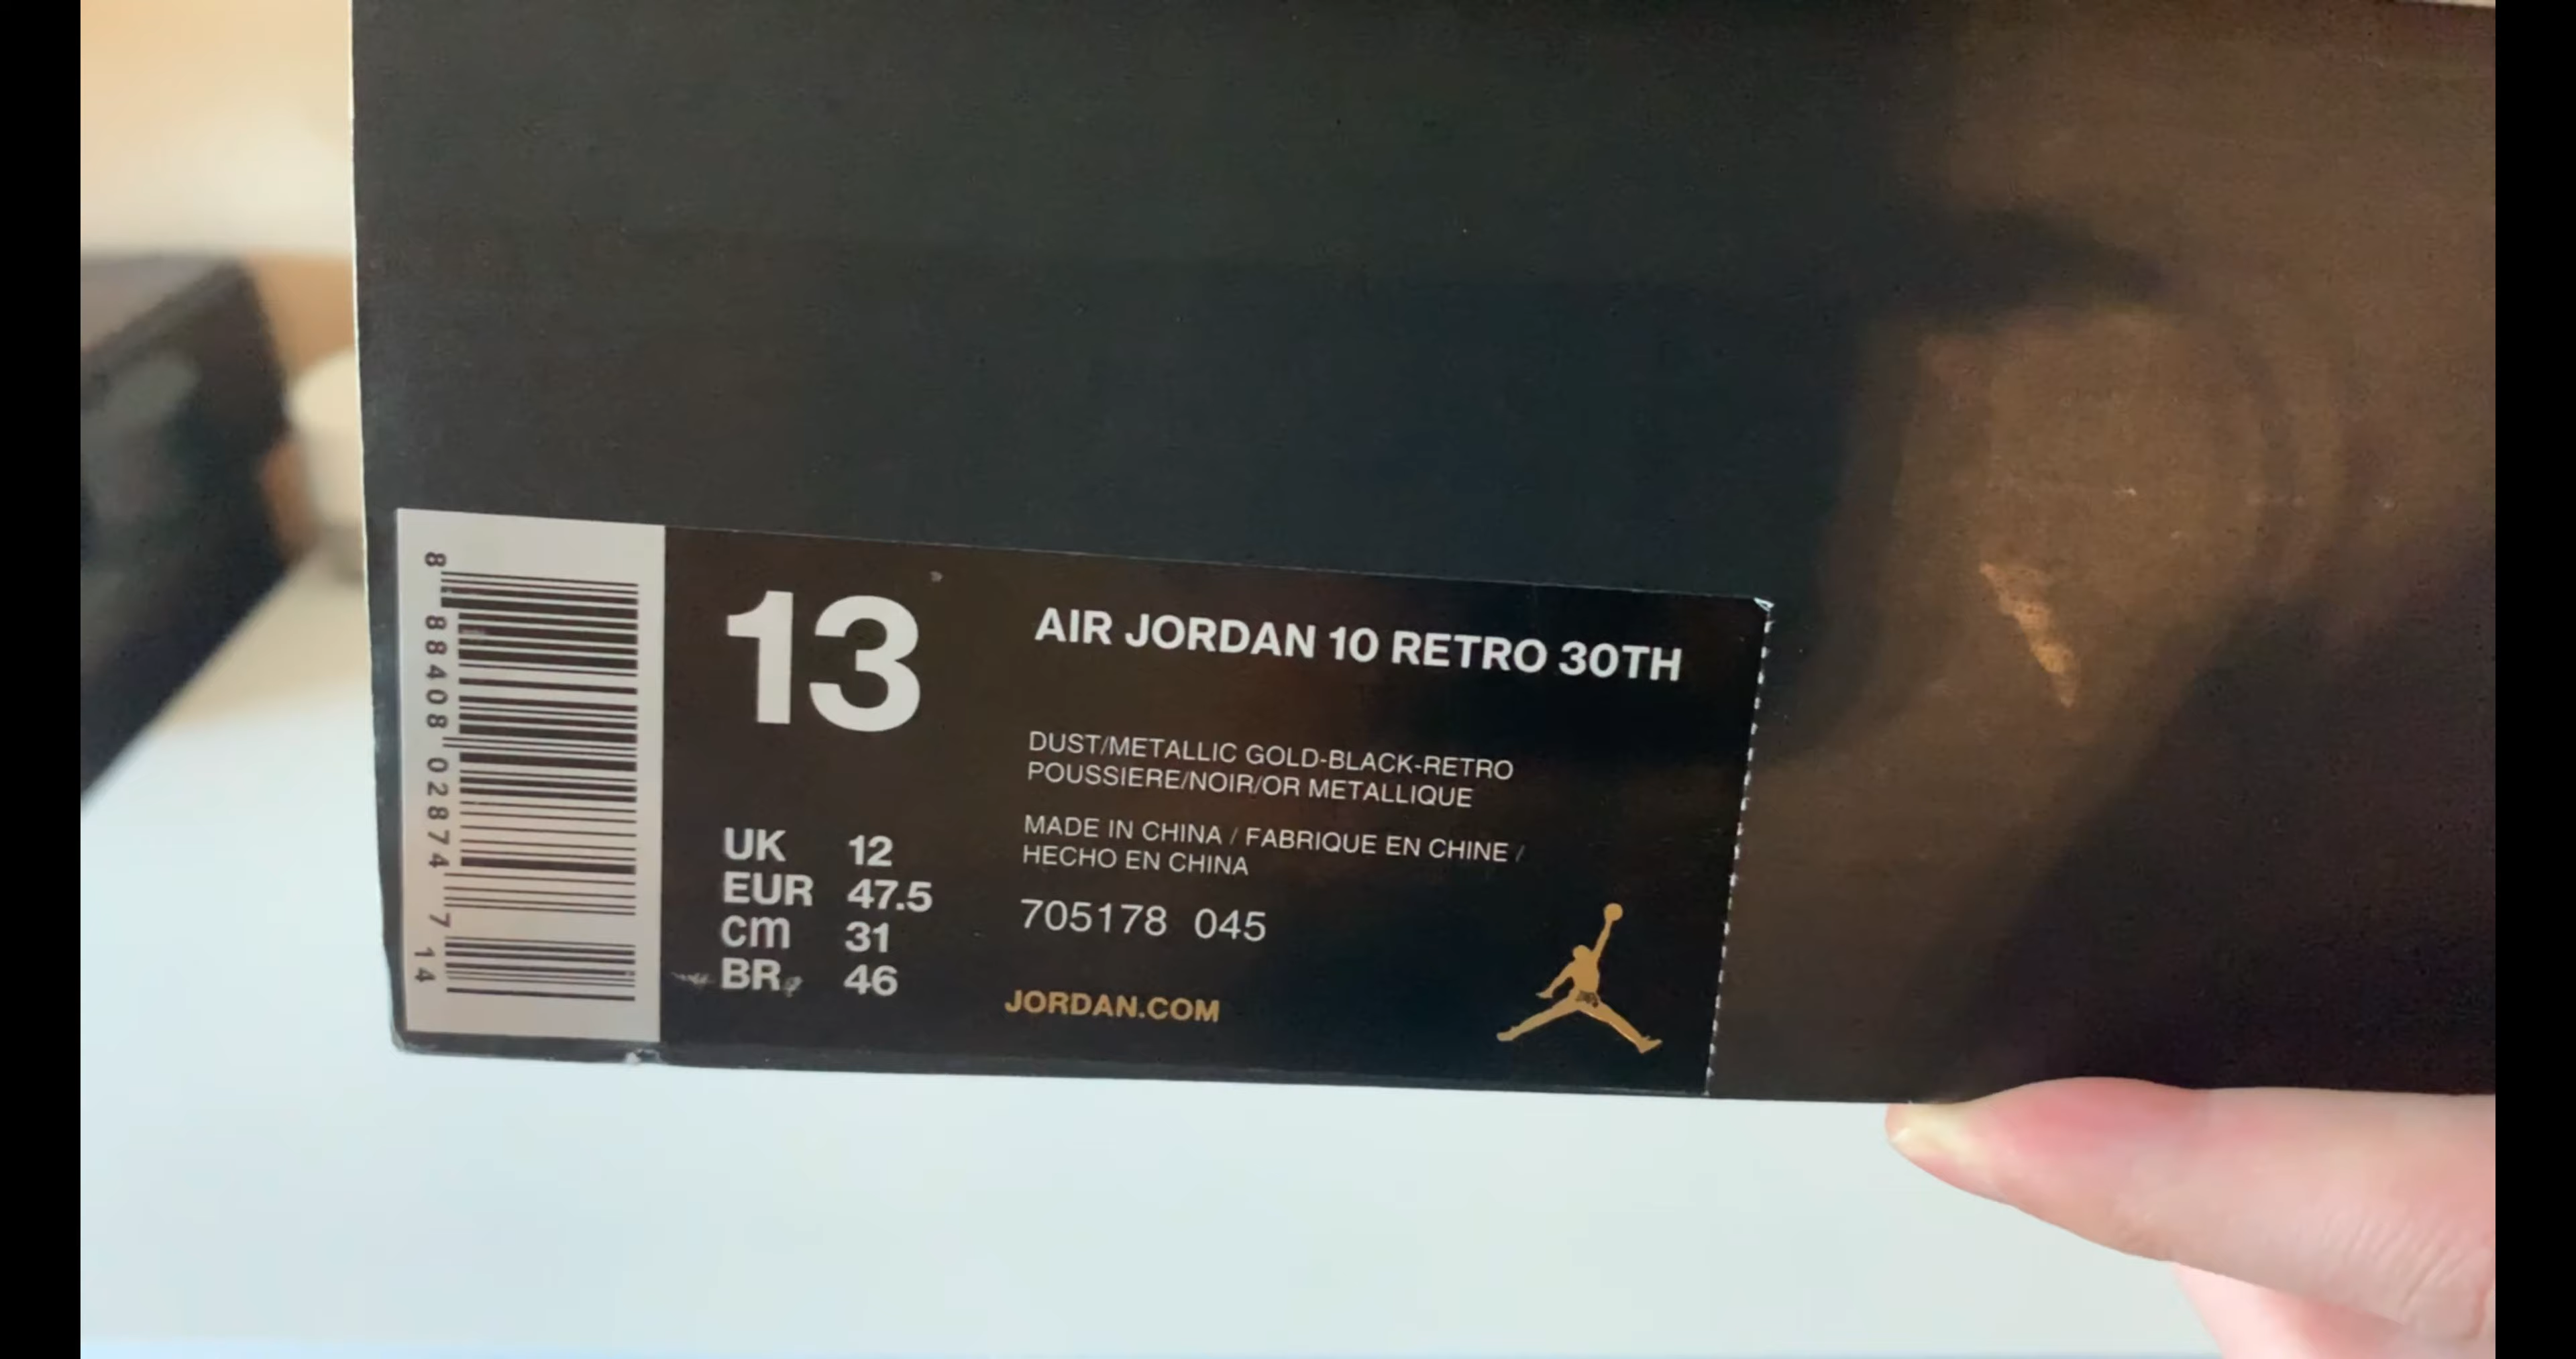 8 88408 02874 7 14
13
AIR JORDAN 10 RETRO 30TH
DUST/METALLIC GOLD-BLACK-RETRO
POUSSIERE/NOIR/OR METALLIQUE
MADE IN CHINA / FABRIQUE EN CHINE /
HECHO EN CHINA
UK 12
EUR 47.5
cm 31
BR 46
705178 045
JORDAN.COM